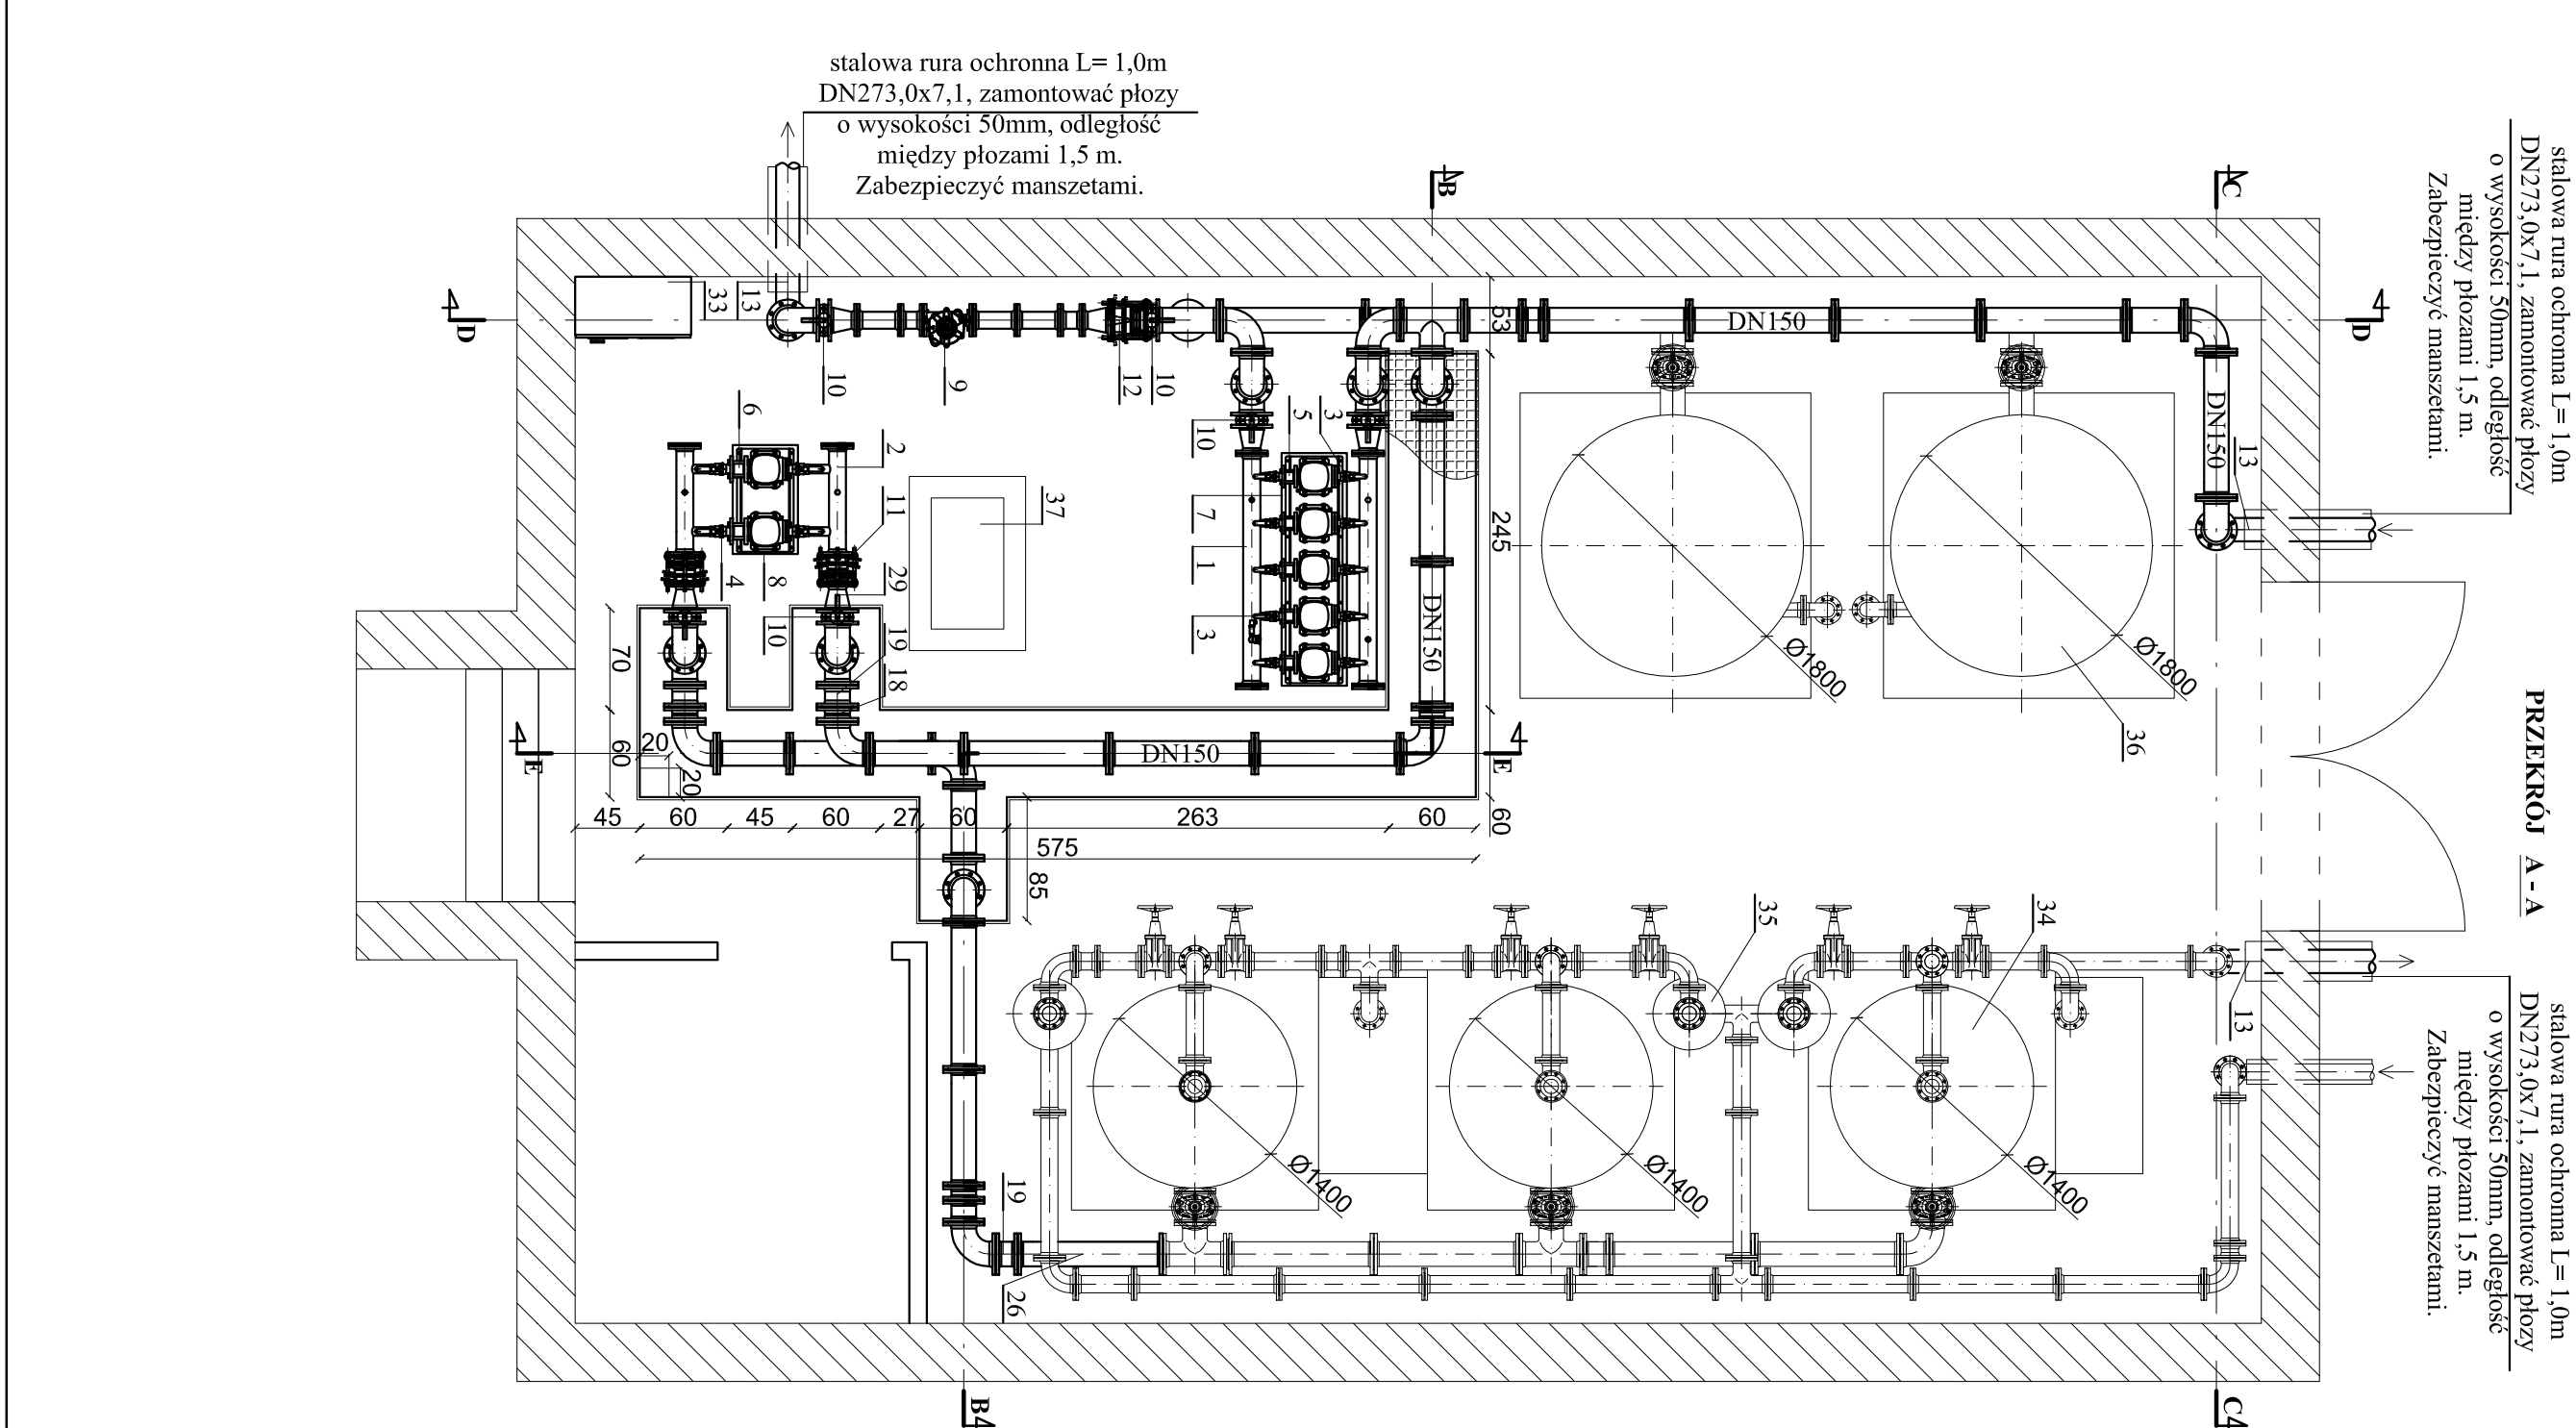 stalowa rura ochronna L= 1,0m
DN273,0x7,1, zamontować płozy
o wysokości 50mm, odległość
między płozami 1,5 m.
Zabezpieczyć manszetami.
stalowa rura ochronna L= 1,0m
DN273,0x7,1, zamontować płozy
o wysokości 50mm, odległość
między płozami 1,5 m.
Zabezpieczyć manszetami.
PRZEKRÓJ A - A
stalowa rura ochronna L= 1,0m
DN273,0x7,1, zamontować płozy
o wysokości 50mm, odległość
między płozami 1,5 m.
Zabezpieczyć manszetami.
B
C
D
D
33
13
10
9
12
10
53
DN150
DN150
13
6
2
11
37
10
5
3
7
1
3
245
DN150
4
8
29
10
19
18
70
60
20
20
E
E
DN150
Ø1800
Ø1800
36
45
60
45
60
27
60
263
60
60
575
85
35
34
13
Ø1400
Ø1400
Ø1400
19
26
B
C